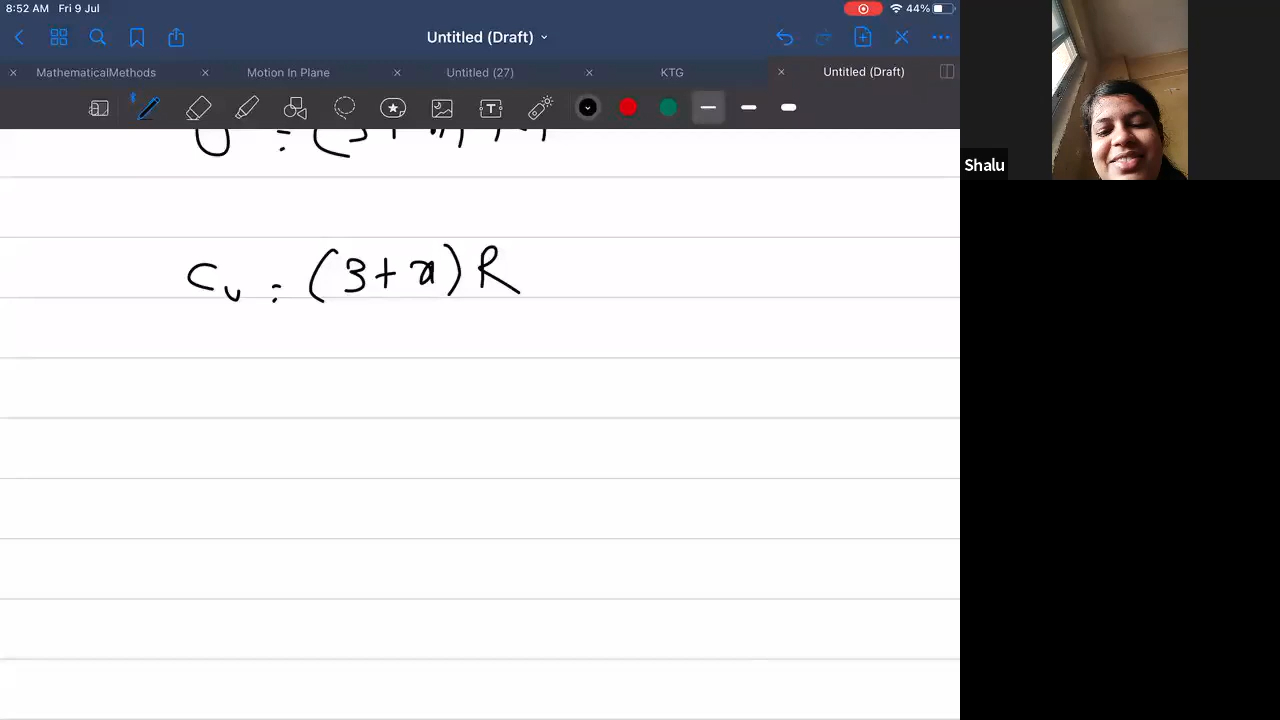 8:52 AM Fri 9 Jul 44%
Untitled (Draft)
MathematicalMethods Motion In Plane Untitled (27) KTG Untitled (Draft)
Cv = (3+x) R
Shalu